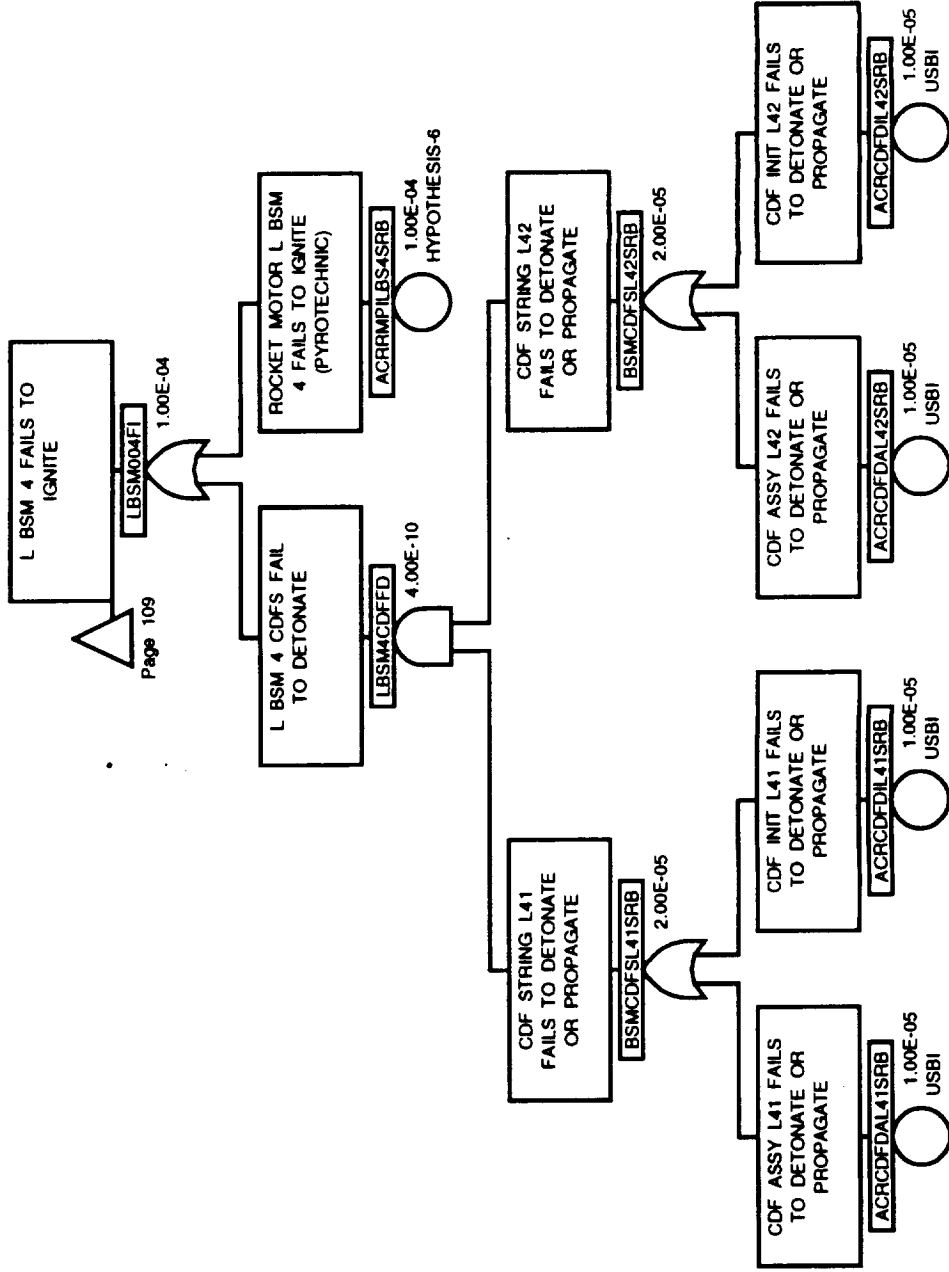 L BSM 4 FAILS TO
IGNITE
Page 109
LBSM004FI
1.00E-04
L BSM 4 CDFS FAIL
TO DETONATE
LBSM4CDFFD
4.00E-10
ROCKET MOTOR L BSM
4 FAILS TO IGNITE
(PYROTECHNIC)
ACRRMPILBS4SRB
1.00E-04
HYPOTHESIS-6
CDF STRING L41
FAILS TO DETONATE
OR PROPAGATE
BSMCDFSL41SRB
2.00E-05
CDF STRING L42
FAILS TO DETONATE
OR PROPAGATE
BSMCDFSL42SRB
2.00E-05
CDF ASSY L41 FAILS
TO DETONATE OR
PROPAGATE
ACRCDFDAL41SRB
1.00E-05
USBI
CDF INIT L41 FAILS
TO DETONATE OR
PROPAGATE
ACRCDFDIL41SRB
1.00E-05
USBI
CDF ASSY L42 FAILS
TO DETONATE OR
PROPAGATE
ACRCDFDAL42SRB
1.00E-05
USBI
CDF INIT L42 FAILS
TO DETONATE OR
PROPAGATE
ACRCDFDIL42SRB
1.00E-05
USBI